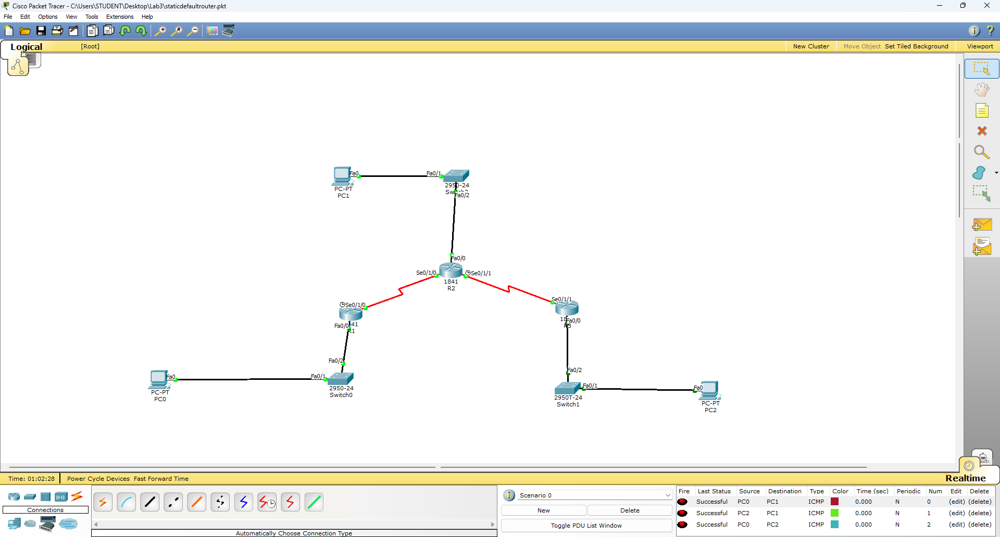 Cisco Packet Tracer - C:\Users\STUDENT\Desktop\Lab3\staticdefaultrouter.pkt
File Edit Options View Tools Extensions Help
Logical [Root] New Cluster Move Object Set Tiled Background Viewport
Fa0 Fa0/1
PC-PT
PC1
2950-24
Fa0/2
Fa0/0
Se0/1/0 Se0/1/1
1841
R2
Se0/1/0
Fa0/0
R1
Se0/1/1
Fa0/0
R3
Fa0/2
Fa0 Fa0/1
PC-PT
PC0
2950-24
Switch0
Fa0/2
Fa0/1 Fa0
2950T-24
Switch1
PC-PT
PC2
Realtime
Time: 01:02:28 Power Cycle Devices Fast Forward Time
Connections
Automatically Choose Connection Type
Scenario 0
New Delete
Toggle PDU List Window
Fire Last Status Source Destination Type Color Time (sec) Periodic Num Edit Delete
Successful PC0 PC1 ICMP 0.000 N 0 (edit) (delete)
Successful PC2 PC1 ICMP 0.000 N 1 (edit) (delete)
Successful PC0 PC2 ICMP 0.000 N 2 (edit) (delete)